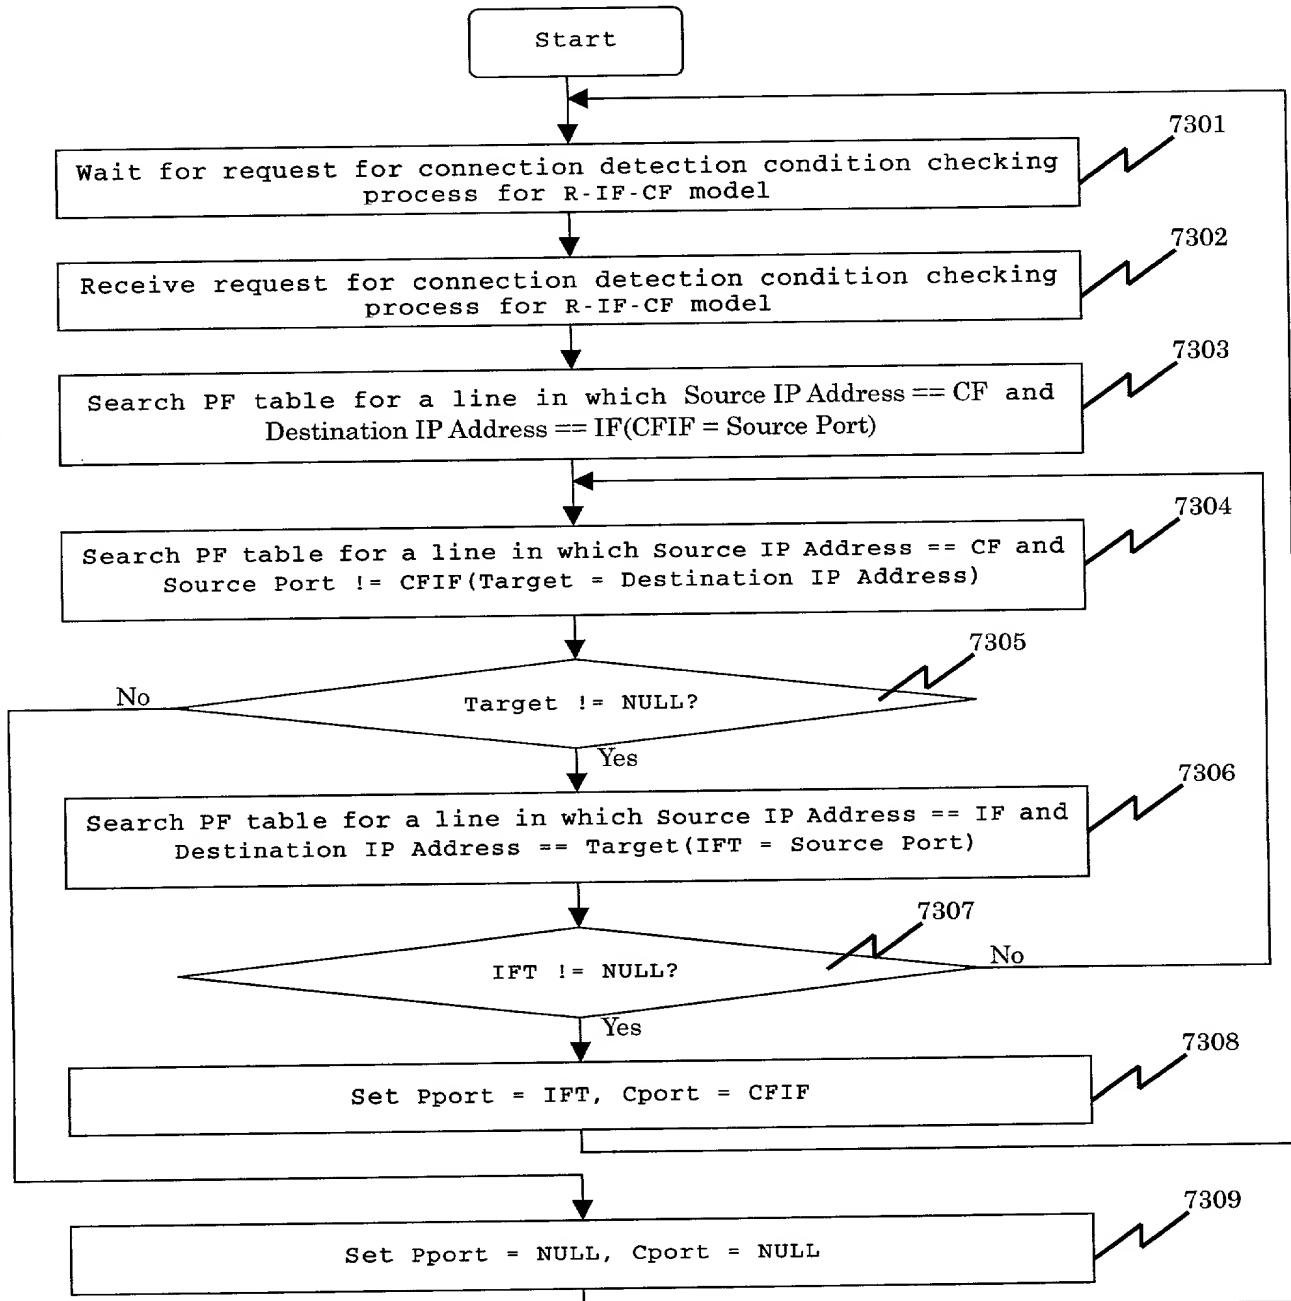 Start
7301
Wait for request for connection detection condition checking
process for R-IF-CF model
7302
Receive request for connection detection condition checking
process for R-IF-CF model
7303
Search PF table for a line in which Source IP Address == CF and
Destination IP Address == IF(CFIF = Source Port)
7304
Search PF table for a line in which Source IP Address == CF and
Source Port != CFIF(Target = Destination IP Address)
7305
No
Target != NULL?
Yes
7306
Search PF table for a line in which Source IP Address == IF and
Destination IP Address == Target(IFT = Source Port)
7307
IFT != NULL?
No
Yes
7308
Set Pport = IFT, Cport = CFIF
7309
Set Pport = NULL, Cport = NULL